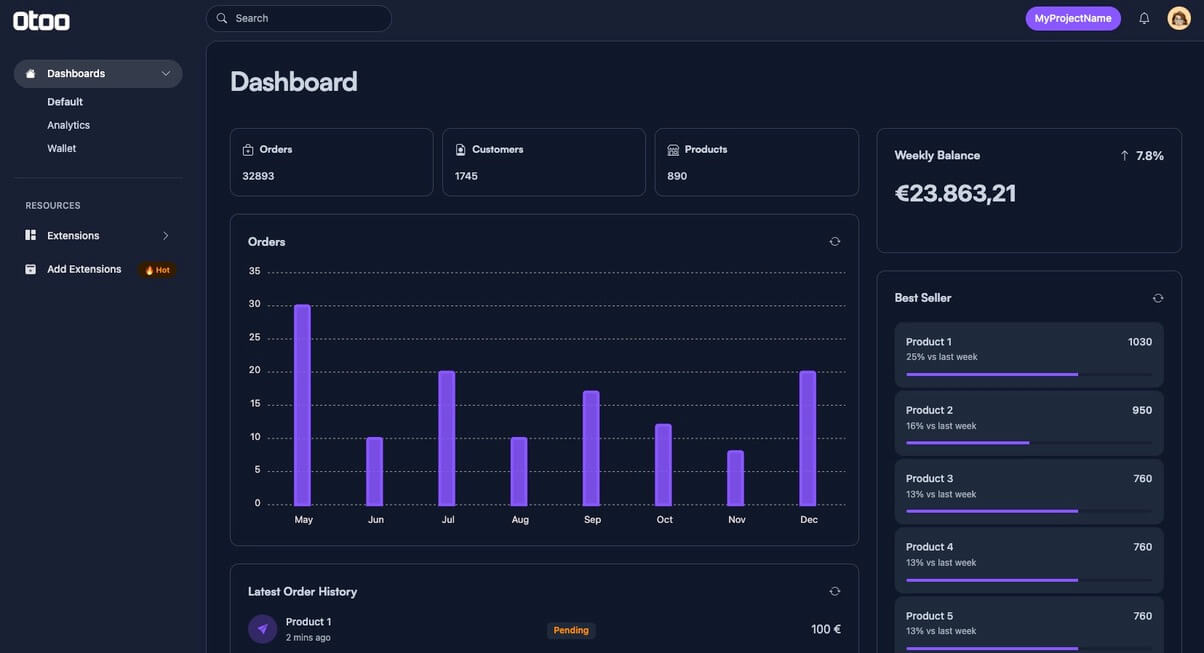 Otoo
Search
MyProjectName
Dashboards
Default
Analytics
Wallet
RESOURCES
Extensions
Add Extensions
🔥 Hot
Dashboard
Orders
32893
Customers
1745
Products
890
Weekly Balance
↑ 7.8%
€23.863,21
Orders
35
30
25
20
15
10
5
0
May Jun Jul Aug Sep Oct Nov Dec
Best Seller
Product 1 1030
25% vs last week
Product 2 950
16% vs last week
Product 3 760
13% vs last week
Product 4 760
13% vs last week
Product 5 760
13% vs last week
Latest Order History
Product 1
2 mins ago
Pending
100 €